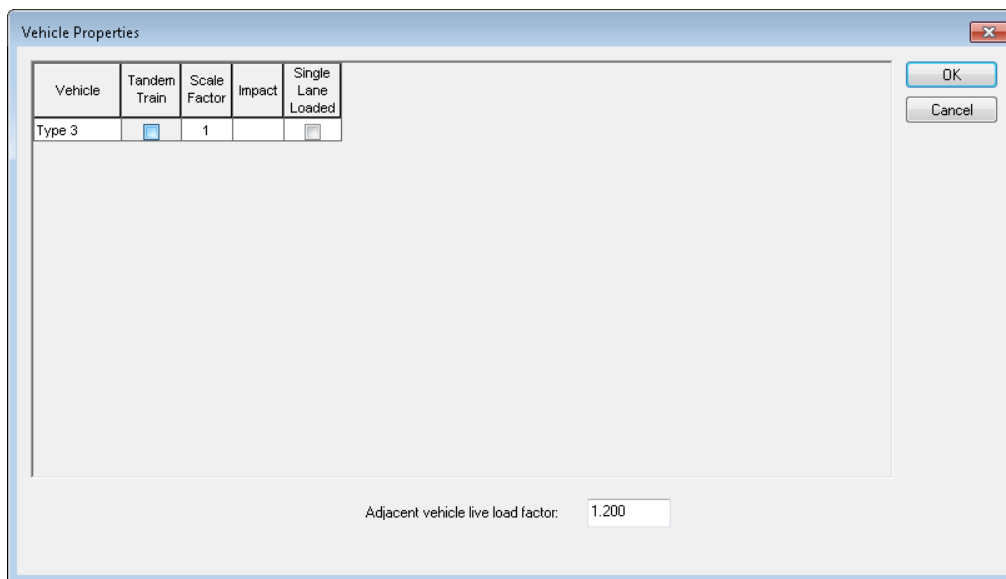 Vehicle Properties
Vehicle
Tandem
Train
Scale
Factor
Impact
Single
Lane
Loaded
OK
Cancel
Type 3
1
Adjacent vehicle live load factor:
1.200